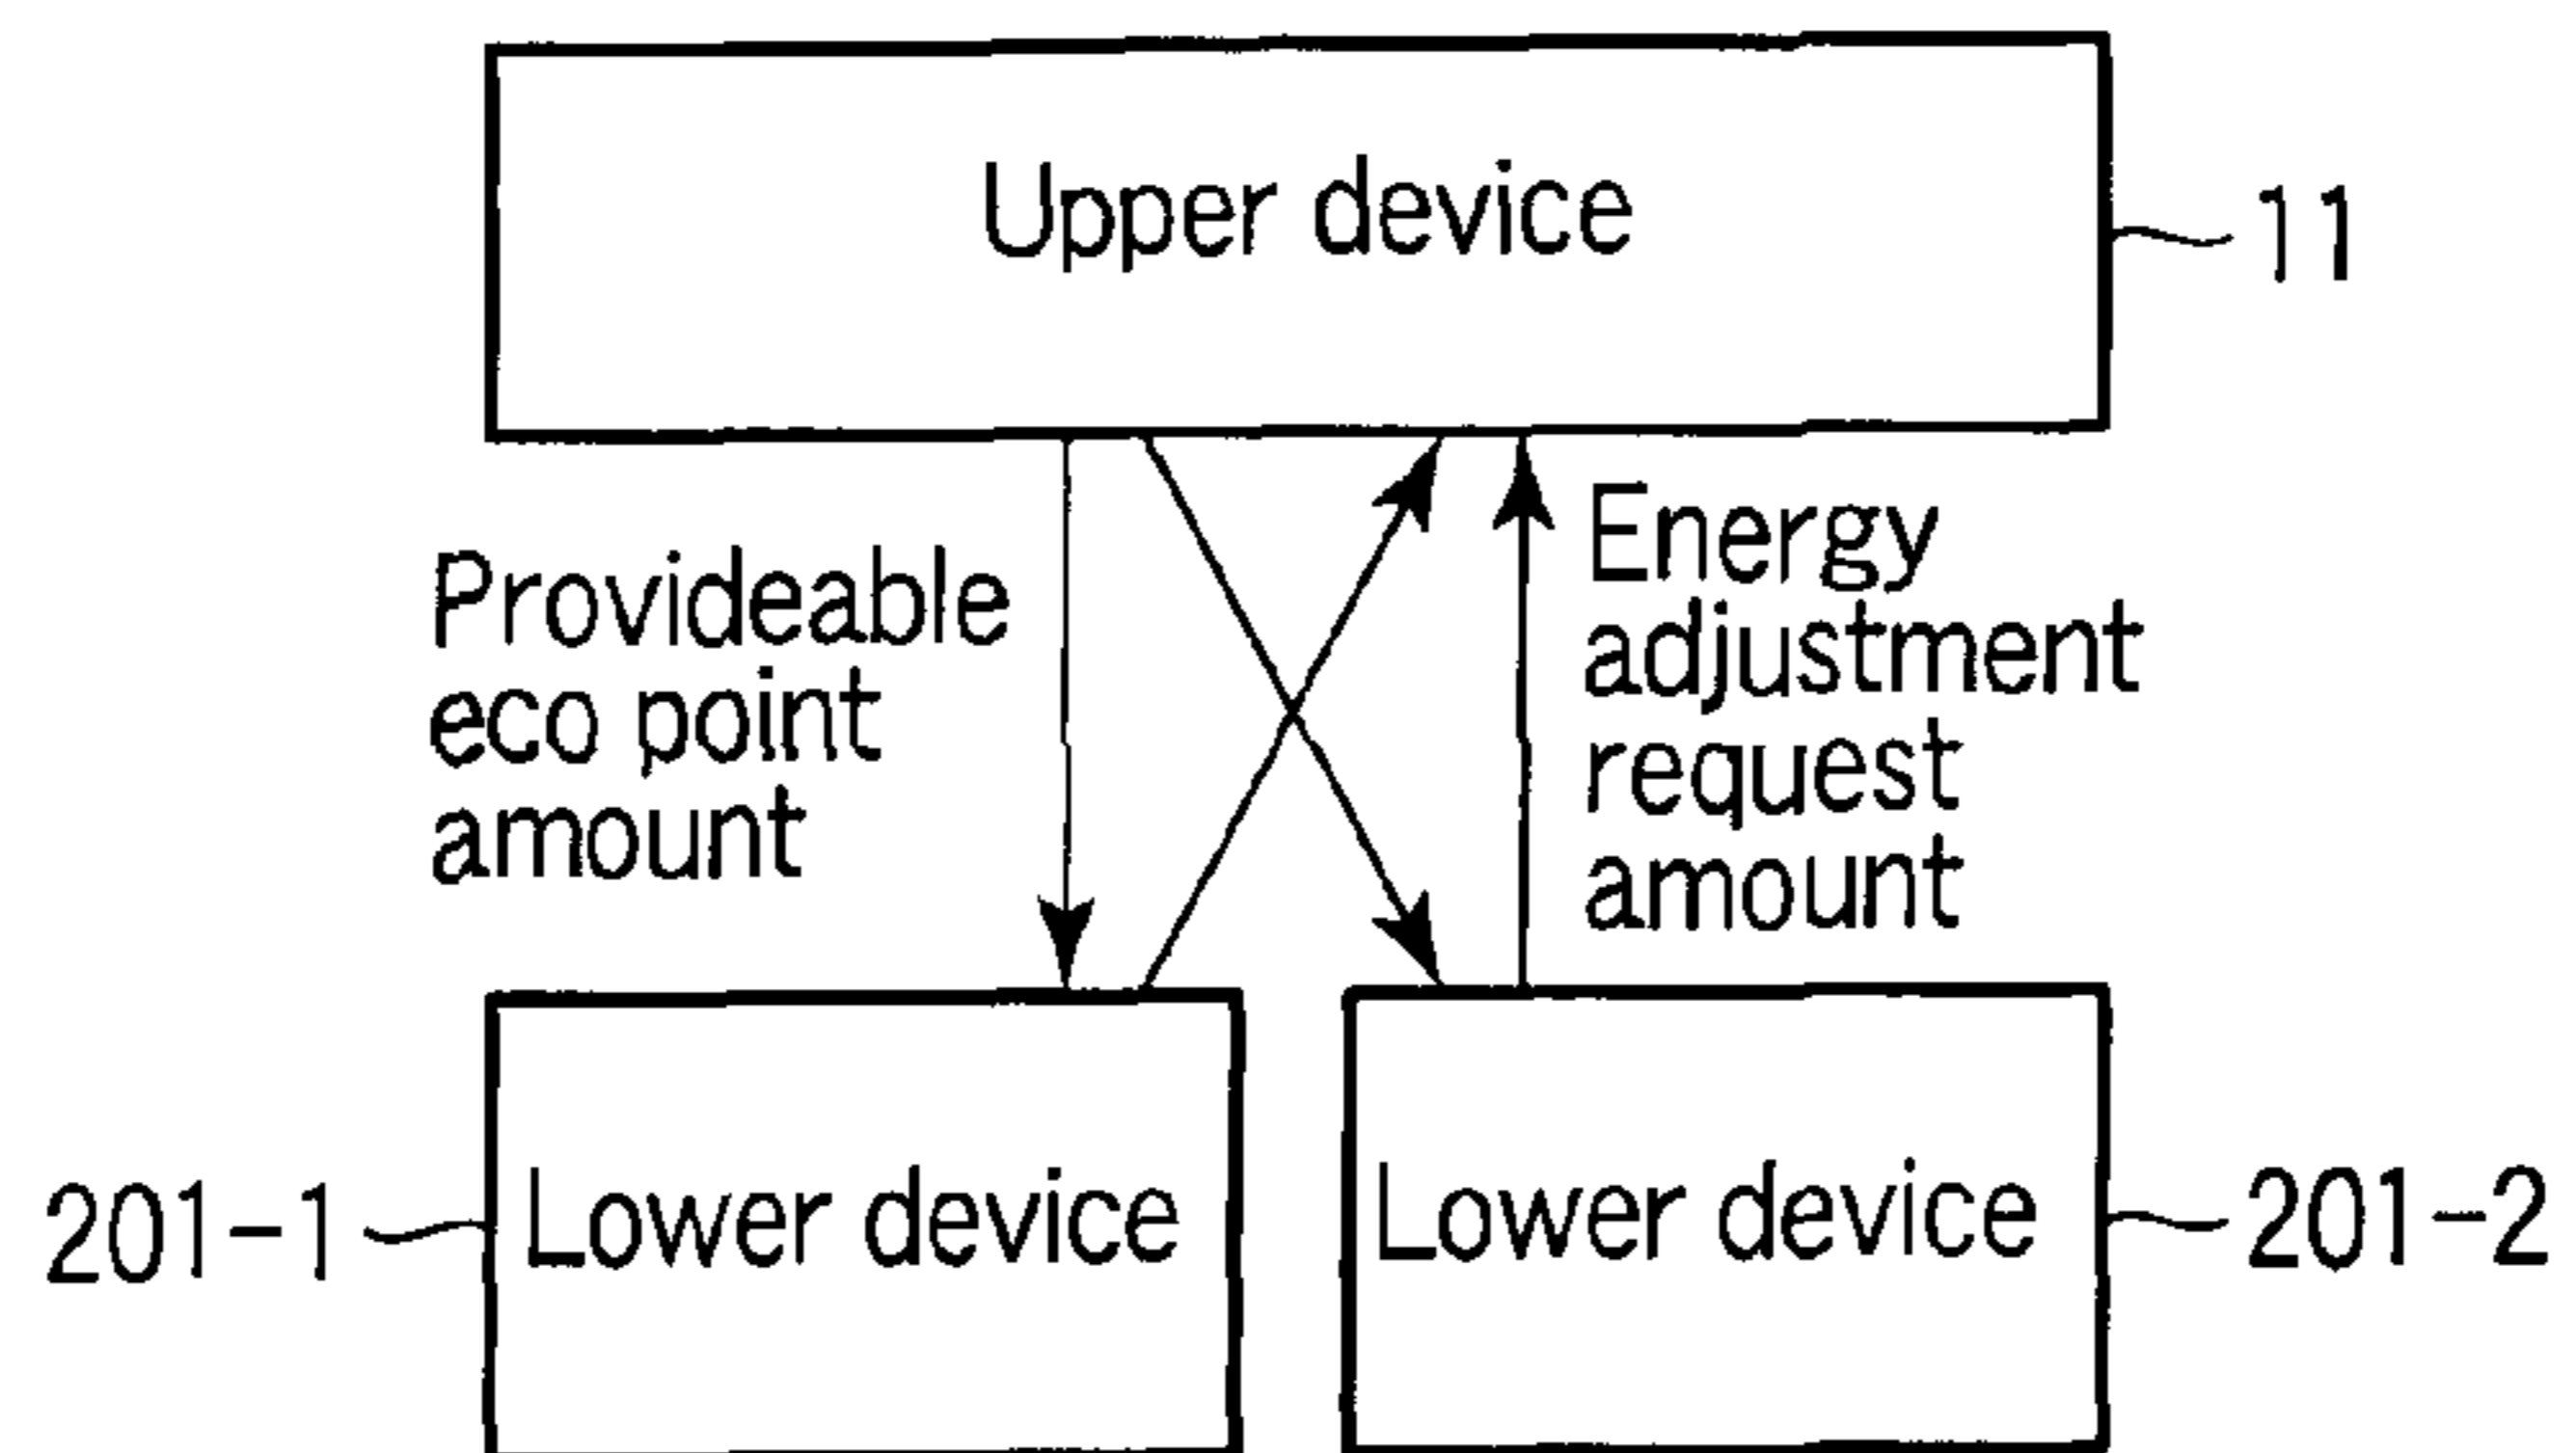 Upper device
11
Provideable
eco point
amount
Energy
adjustment
request
amount
201-1
Lower device
Lower device
201-2